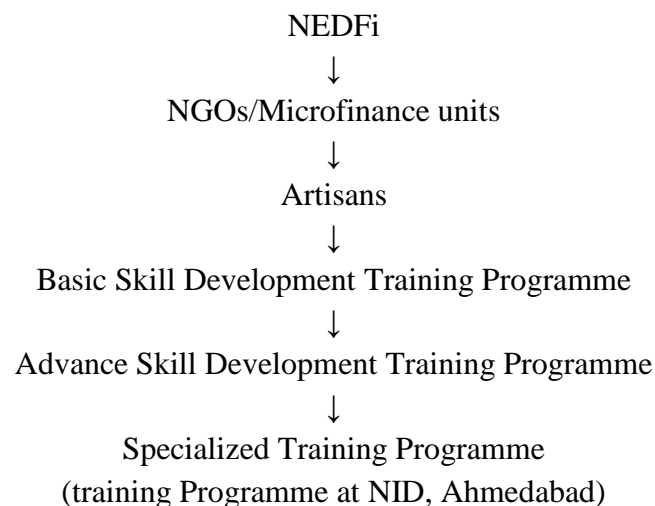 NEDFi
↓
NGOs/Microfinance units
↓
Artisans
↓
Basic Skill Development Training Programme
↓
Advance Skill Development Training Programme
↓
Specialized Training Programme
(training Programme at NID, Ahmedabad)